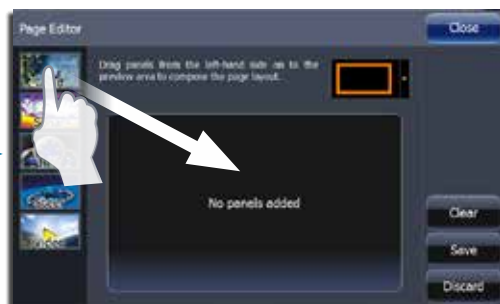 Page Editor
Close
Drag panels from the left-hand side on to the
preview area to compose the page layout.
No panels added
Clear
Save
Discard